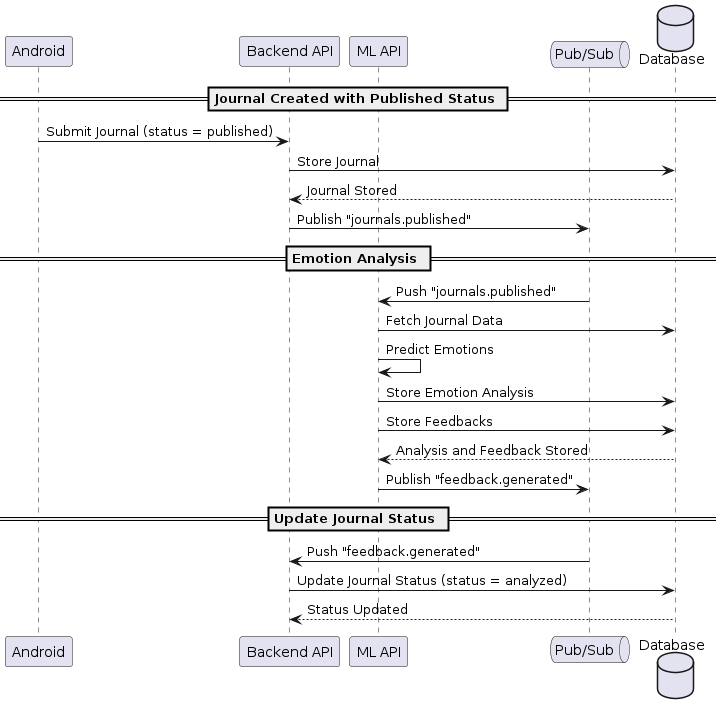 Android
Backend API
ML API
Pub/Sub
Database
Journal Created with Published Status
Submit Journal (status = published)
Store Journal
Journal Stored
Publish "journals.published"
Emotion Analysis
Push "journals.published"
Fetch Journal Data
Predict Emotions
Store Emotion Analysis
Store Feedbacks
Analysis and Feedback Stored
Publish "feedback.generated"
Update Journal Status
Push "feedback.generated"
Update Journal Status (status = analyzed)
Status Updated
Android
Backend API
ML API
Pub/Sub
Database